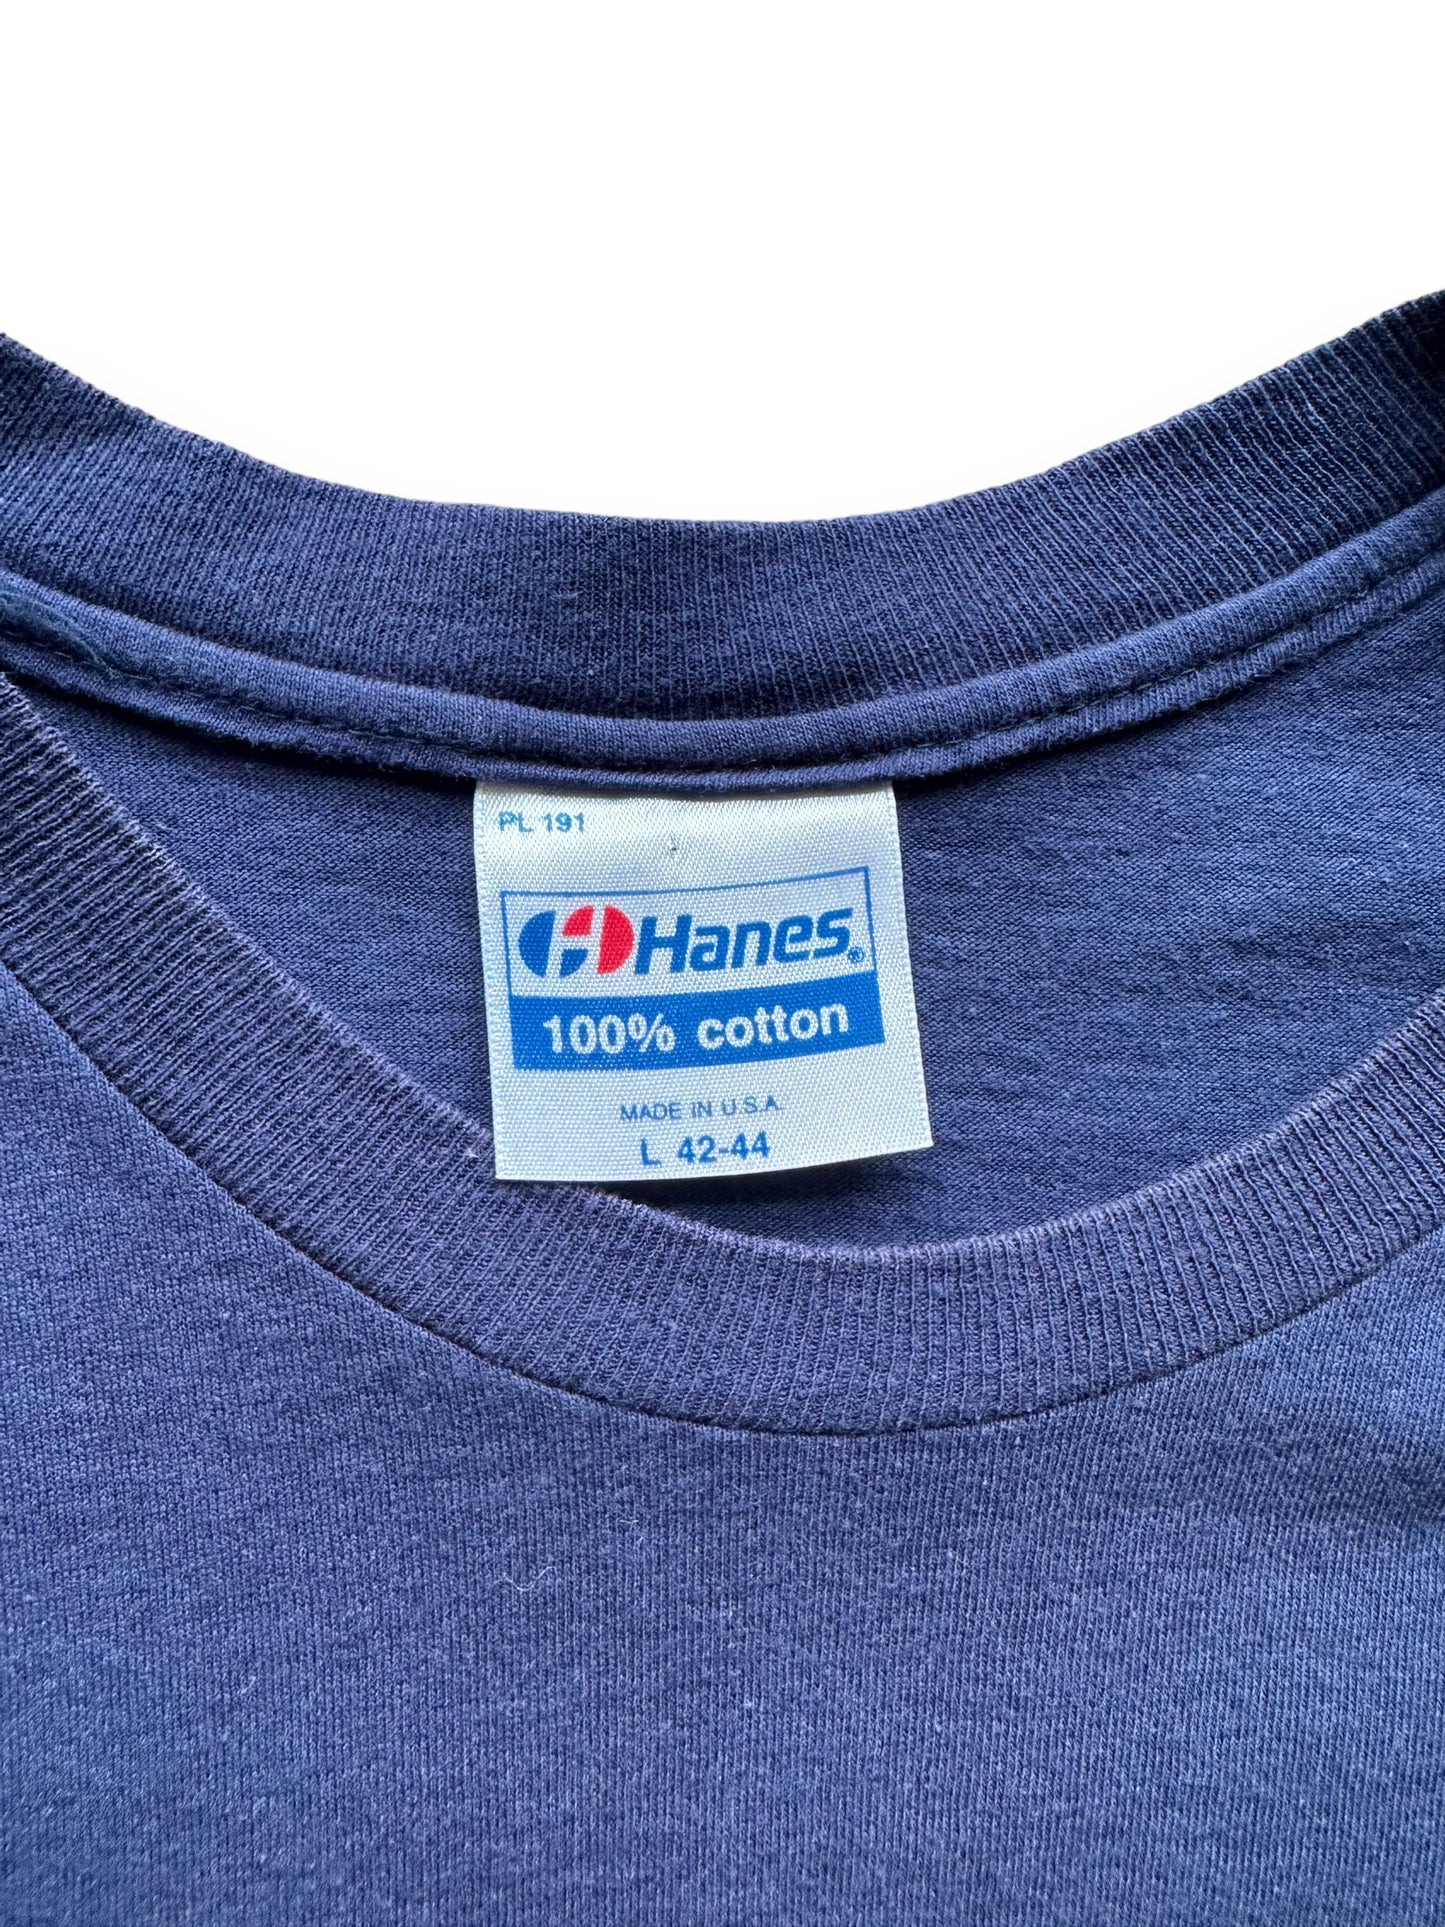 PL 191
Hanes®
100% cotton
MADE IN U.S.A.
L 42-44